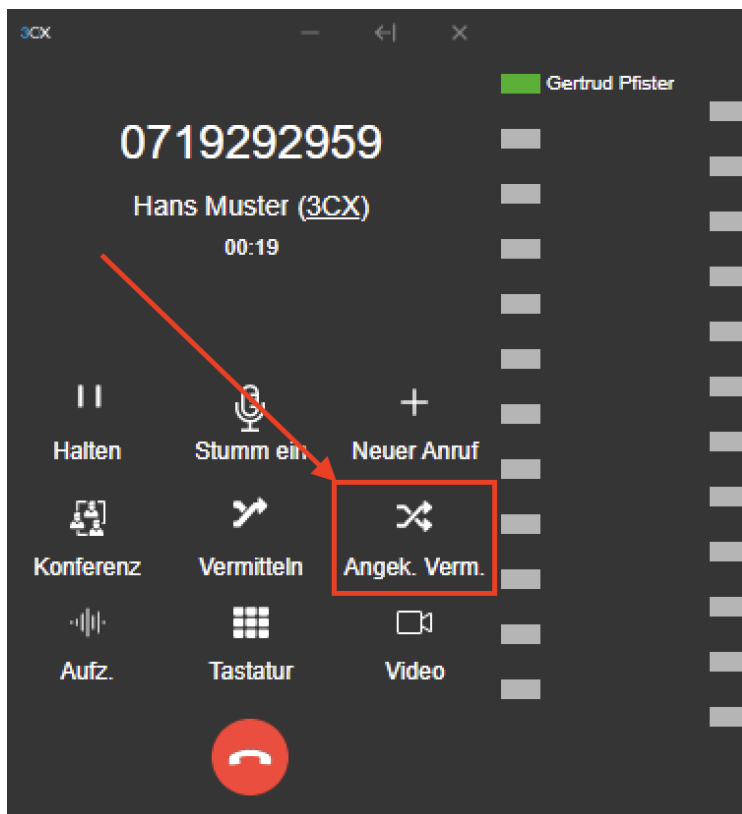 3CX
Gertrud Pfister
0719292959
Hans Muster (3CX)
00:19
Halten
Stumm ein
Neuer Anruf
Konferenz
Vermitteln
Angek. Verm.
Aufz.
Tastatur
Video